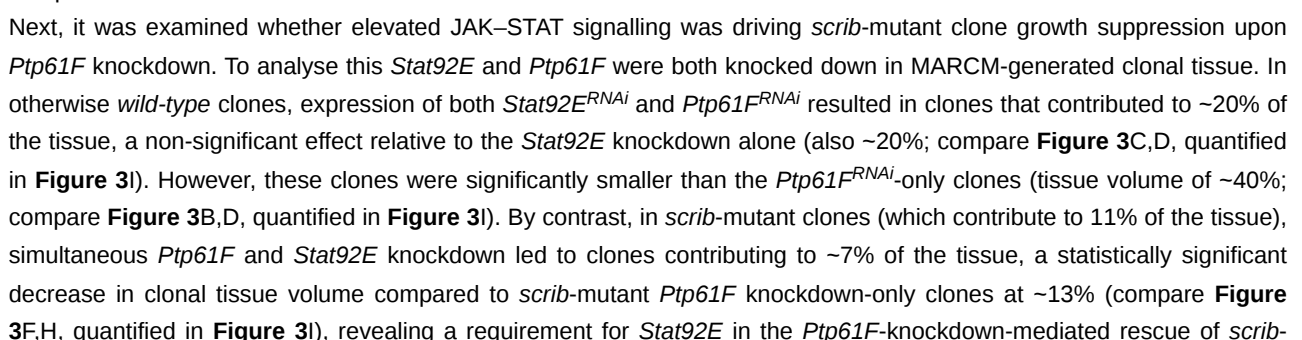 Next, it was examined whether elevated JAK–STAT signalling was driving scrib-mutant clone growth suppression upon
Ptp61F knockdown. To analyse this Stat92E and Ptp61F were both knocked down in MARCM-generated clonal tissue. In
otherwise wild-type clones, expression of both Stat92E^RNAi and Ptp61F^RNAi resulted in clones that contributed to ~20% of
the tissue, a non-significant effect relative to the Stat92E knockdown alone (also ~20%; compare Figure 3C,D, quantified
in Figure 3I). However, these clones were significantly smaller than the Ptp61F^RNAi-only clones (tissue volume of ~40%;
compare Figure 3B,D, quantified in Figure 3I). By contrast, in scrib-mutant clones (which contribute to 11% of the tissue),
simultaneous Ptp61F and Stat92E knockdown led to clones contributing to ~7% of the tissue, a statistically significant
decrease in clonal tissue volume compared to scrib-mutant Ptp61F knockdown-only clones at ~13% (compare Figure
3F,H, quantified in Figure 3I), revealing a requirement for Stat92E in the Ptp61F-knockdown-mediated rescue of scrib-